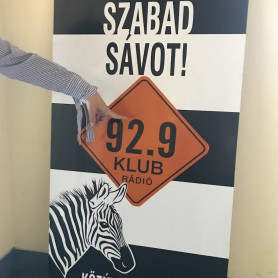 SZABAD
SÁVOT!
92.9
KLUB
RÁDIÓ